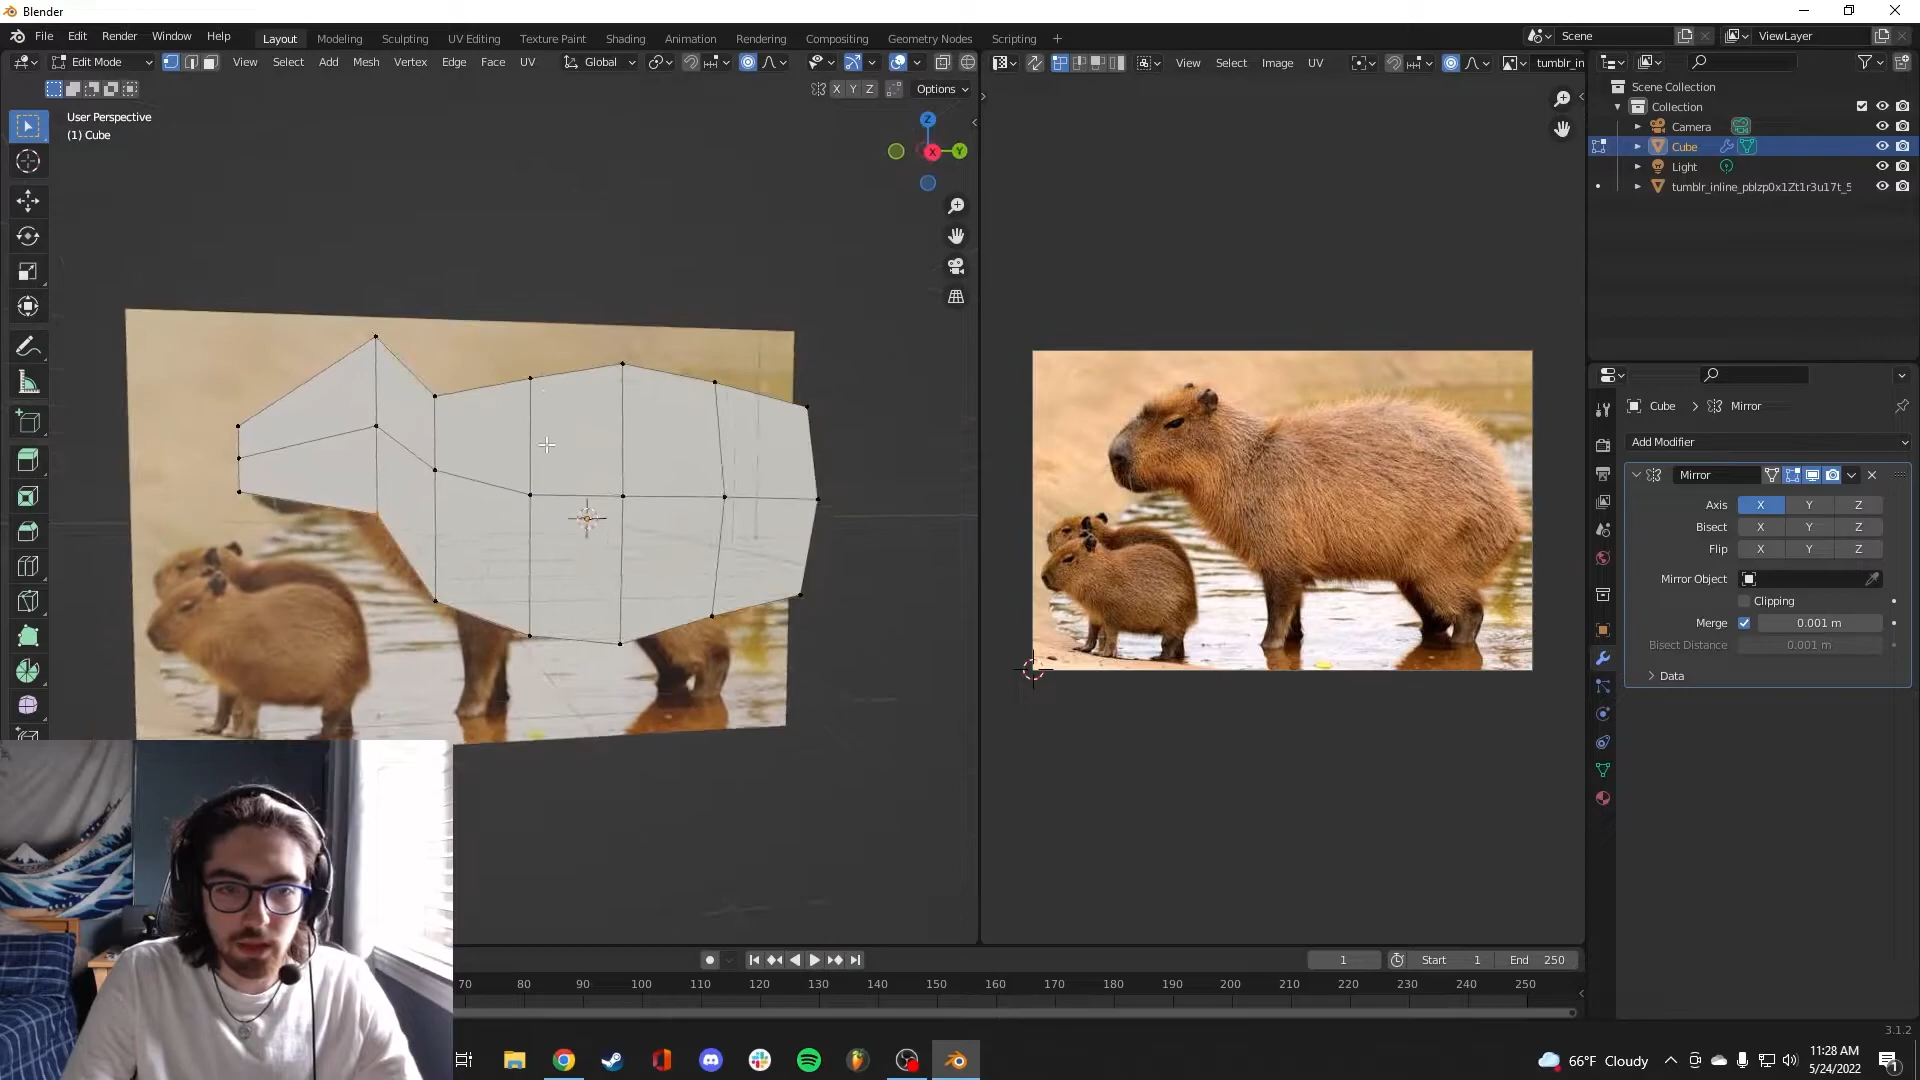 Blender
File Edit Render Window Help
Layout Modeling Sculpting UV Editing Texture Paint Shading Animation Rendering Compositing Geometry Nodes Scripting +
Scene
ViewLayer
Edit Mode
View Select Add Mesh Vertex Edge Face UV
Global
View Select Image UV
tumblr_in
X Y Z
Options
User Perspective
(1) Cube
Z
X
Y
Scene Collection
Collection
Camera
Cube
Light
tumblr_inline_pblzp0x1Zt1r3u17t_5
Cube
Mirror
Add Modifier
Mirror
Axis X Y Z
Bisect X Y Z
Flip X Y Z
Mirror Object
Clipping
Merge 0.001 m
Bisect Distance 0.001 m
Data
1
Start 1
End 250
70 80 90 100 110 120 130 140 150 160 170 180 190 200 210 220 230 240 250
3.1.2
66°F Cloudy
11:28 AM
5/24/2022
1